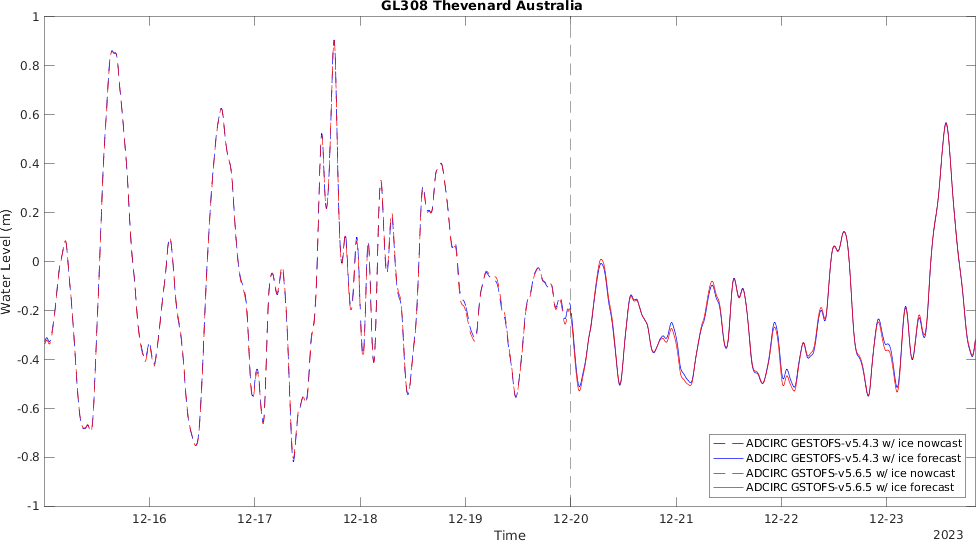 GL308 Thevenard Australia
1
0.8
0.6
0.4
0.2
0
-0.2
-0.4
-0.6
-0.8
-1
Water Level (m)
12-16 12-17 12-18 12-19 12-20 12-21 12-22 12-23
Time
2023
ADCIRC GESTOFS-v5.4.3 w/ ice nowcast
ADCIRC GESTOFS-v5.4.3 w/ ice forecast
ADCIRC GSTOFS-v5.6.5 w/ ice nowcast
ADCIRC GSTOFS-v5.6.5 w/ ice forecast